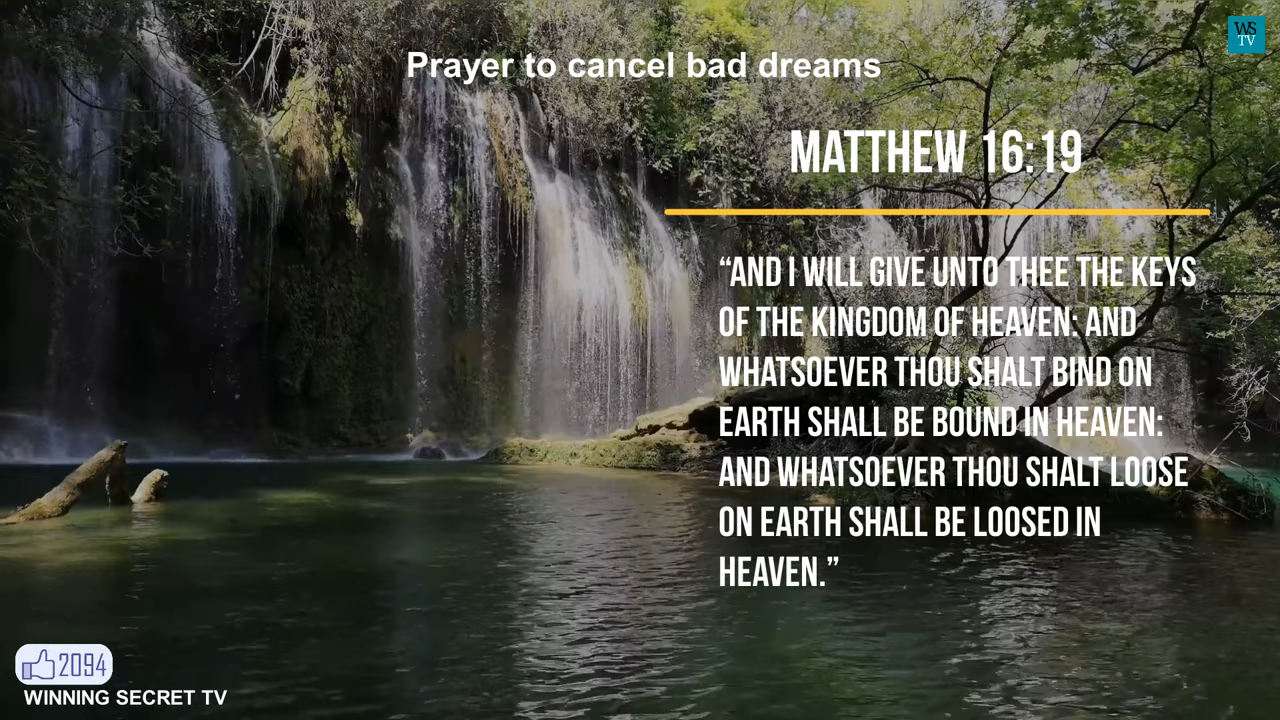 WS
TV
Prayer to cancel bad dreams
MATTHEW 16:19
“AND I WILL GIVE UNTO THEE THE KEYS
OF THE KINGDOM OF HEAVEN: AND
WHATSOEVER THOU SHALT BIND ON
EARTH SHALL BE BOUND IN HEAVEN:
AND WHATSOEVER THOU SHALT LOOSE
ON EARTH SHALL BE LOOSED IN
HEAVEN.”
2094
WINNING SECRET TV